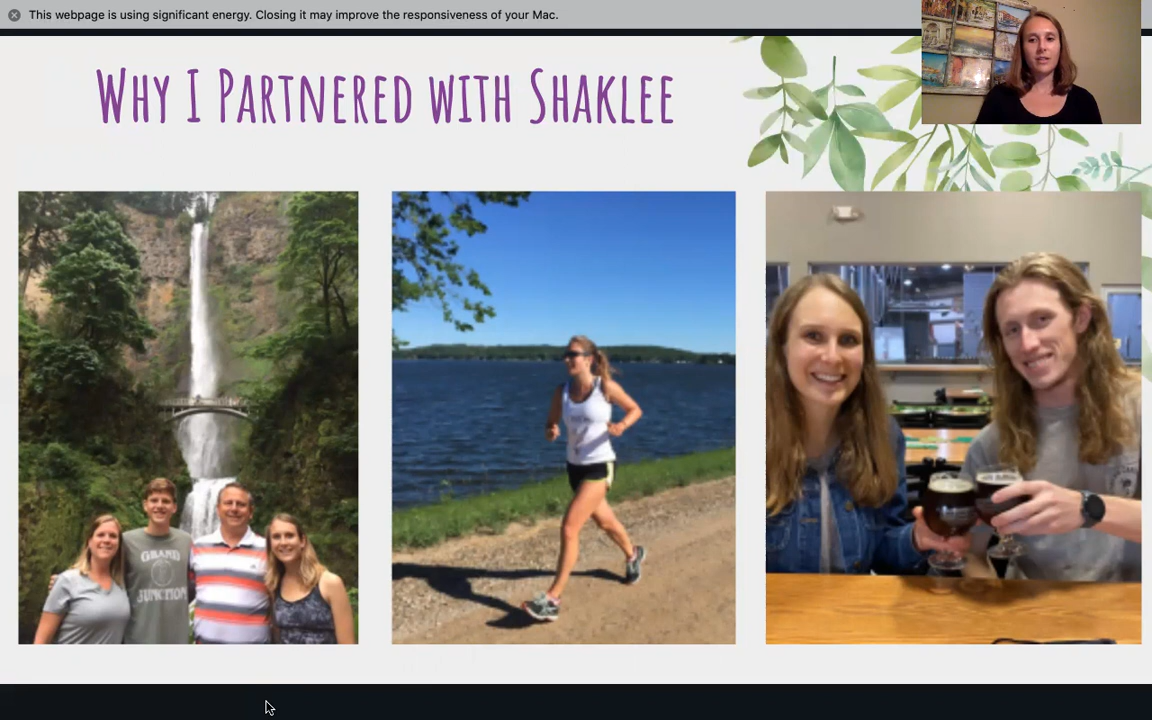 This webpage is using significant energy. Closing it may improve the responsiveness of your Mac.
Why I Partnered with Shaklee
GRAND
JUNCTION